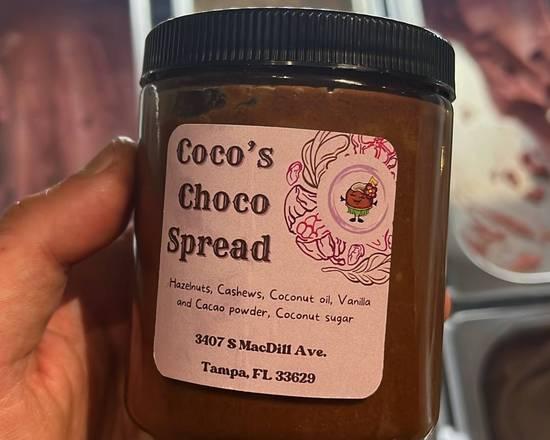 Coco's
Choco
Spread
Hazelnuts, Cashews, Coconut oil, Vanilla
and Cacao powder, Coconut sugar
3407 S MacDill Ave.
Tampa, FL 33629